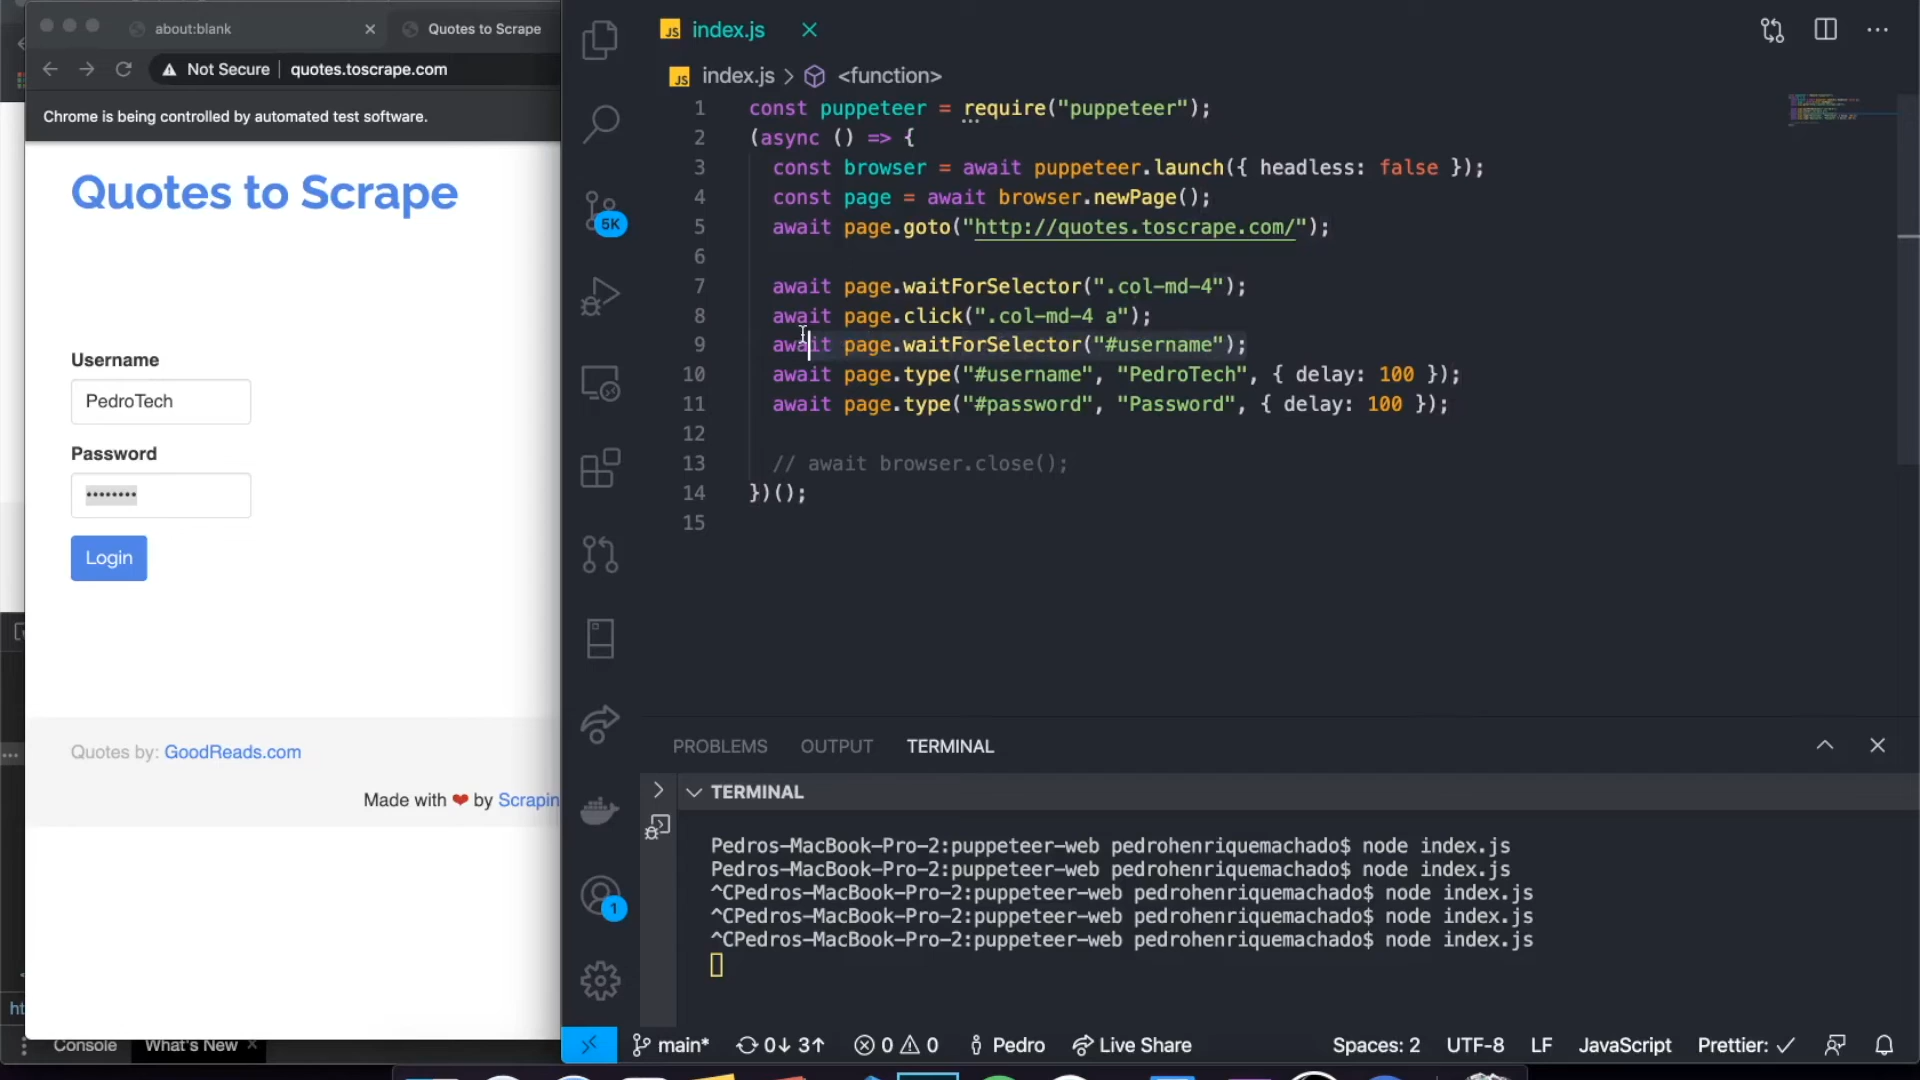 about:blank
Quotes to Scrape
Not Secure
quotes.toscrape.com
Chrome is being controlled by automated test software.
Quotes to Scrape
Username
PedroTech
Password
••••••••
Login
Quotes by: GoodReads.com
Made with ❤ by Scrapin
Console
What's New
5K
1
JS index.js
JS index.js > <function>
1 const puppeteer = require("puppeteer");
2 (async () => {
3 const browser = await puppeteer.launch({ headless: false });
4 const page = await browser.newPage();
5 await page.goto("http://quotes.toscrape.com/");
6
7 await page.waitForSelector(".col-md-4");
8 await page.click(".col-md-4 a");
9 await page.waitForSelector("#username");
10 await page.type("#username", "PedroTech", { delay: 100 });
11 await page.type("#password", "Password", { delay: 100 });
12
13 // await browser.close();
14 })();
15
PROBLEMS OUTPUT TERMINAL
TERMINAL
Pedros-MacBook-Pro-2:puppeteer-web pedrohenriquemachado$ node index.js
Pedros-MacBook-Pro-2:puppeteer-web pedrohenriquemachado$ node index.js
^CPedros-MacBook-Pro-2:puppeteer-web pedrohenriquemachado$ node index.js
^CPedros-MacBook-Pro-2:puppeteer-web pedrohenriquemachado$ node index.js
^CPedros-MacBook-Pro-2:puppeteer-web pedrohenriquemachado$ node index.js
main* 0↓ 3↑ 0 0 Pedro Live Share Spaces: 2 UTF-8 LF JavaScript Prettier: ✓